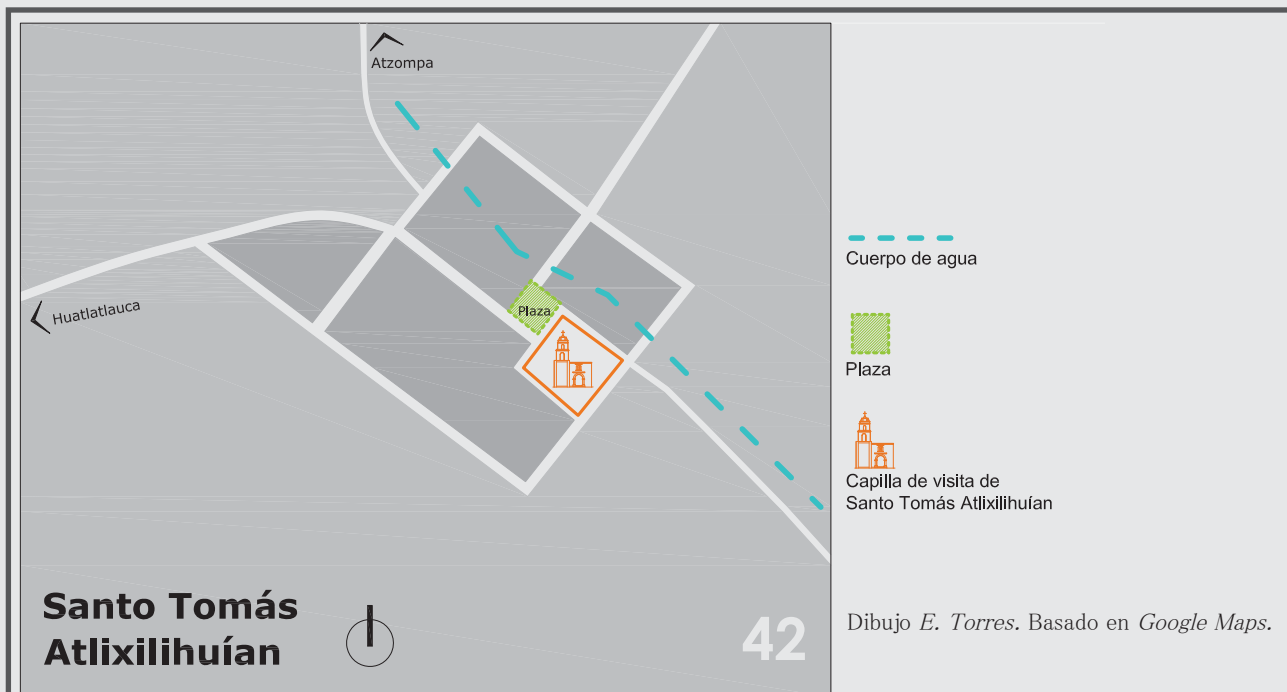 Atzompa
Huatlatlauca
Plaza
Santo Tomás
Atlixilihuían
42
Cuerpo de agua
Plaza
Capilla de visita de
Santo Tomás Atlixilihuían
Dibujo E. Torres. Basado en Google Maps.